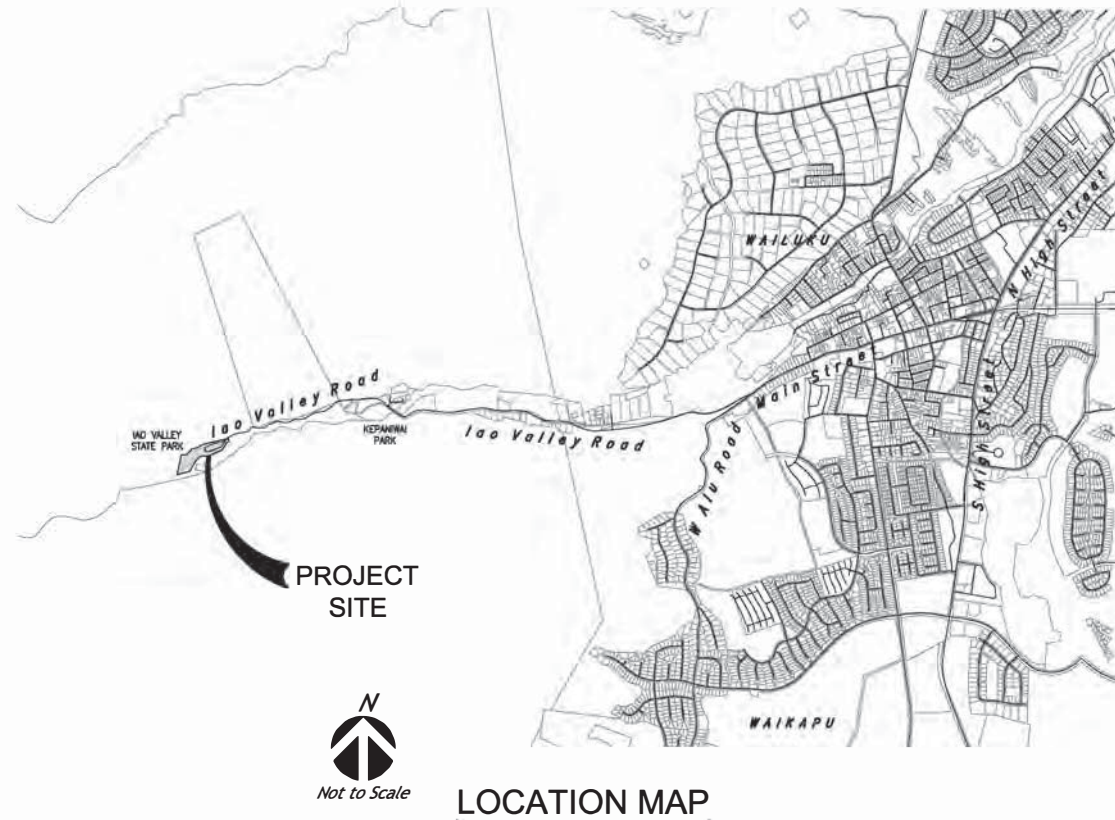 WAILUKU
N High Street
Main Street
S High Street
Iao Valley Road
IAO VALLEY
STATE PARK
KEPANIWAI
PARK
Iao Valley Road
W Alu Road
PROJECT
SITE
WAIKAPU
N
Not to Scale
LOCATION MAP